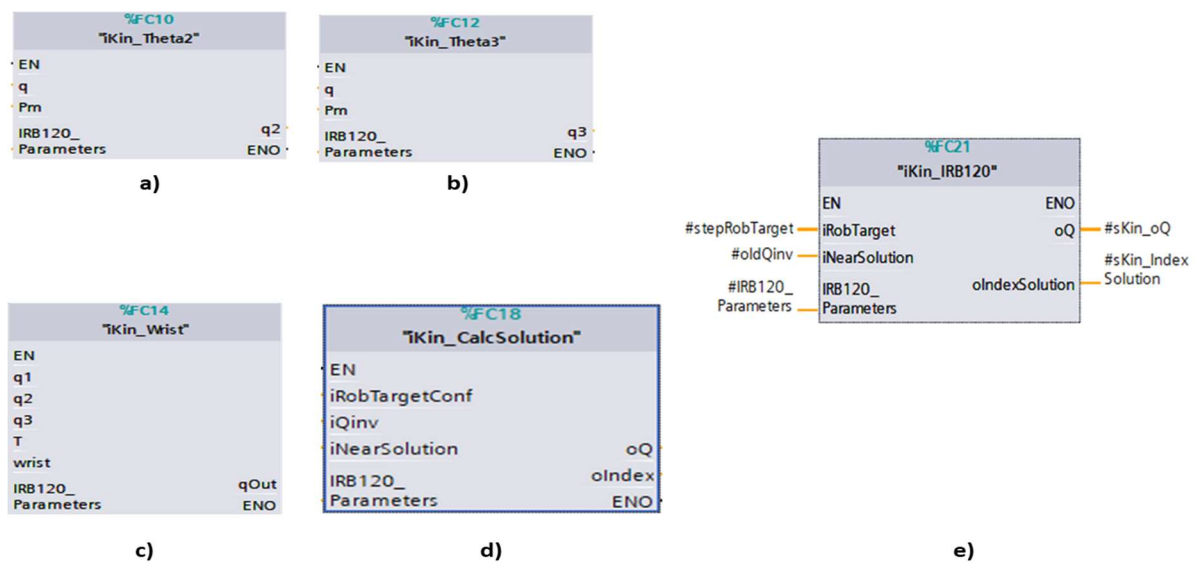 %FC10
"iKin_Theta2"
EN
q
Pm
IRB120_
Parameters
q2
ENO
a)
%FC12
"iKin_Theta3"
EN
q
Pm
IRB120_
Parameters
q3
ENO
b)
%FC14
"iKin_Wrist"
EN
q1
q2
q3
T
wrist
IRB120_
Parameters
qOut
ENO
c)
%FC18
"iKin_CalcSolution"
EN
iRobTargetConf
iQinv
iNearSolution
IRB120_
Parameters
oQ
oIndex
ENO
d)
%FC21
"iKin_IRB120"
EN
ENO
#stepRobTarget
iRobTarget
oQ
#sKin_oQ
#oldQinv
iNearSolution
#IRB120_
Parameters
IRB120_
Parameters
oIndexSolution
#sKin_Index
Solution
e)